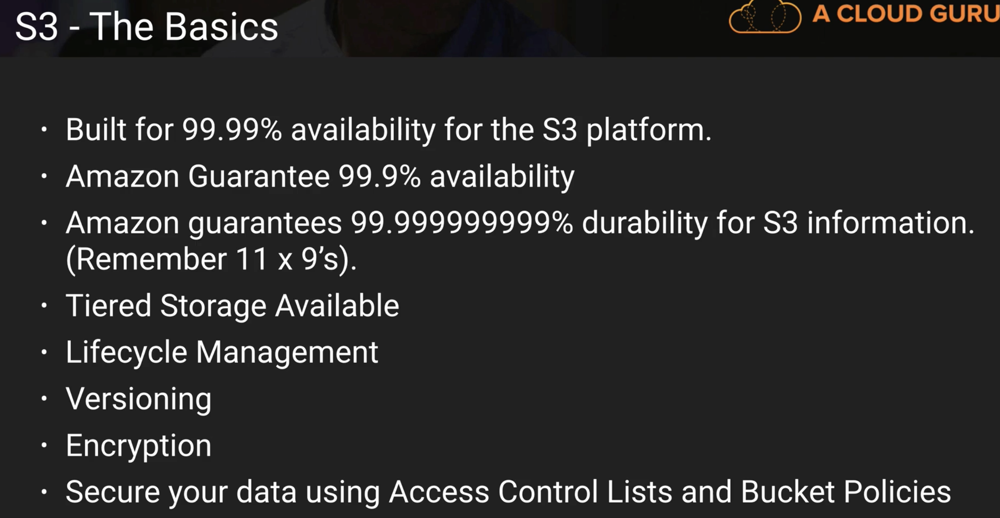 S3 - The Basics
A CLOUD GURU
• Built for 99.99% availability for the S3 platform.
• Amazon Guarantee 99.9% availability
• Amazon guarantees 99.999999999% durability for S3 information.
(Remember 11 x 9’s).
• Tiered Storage Available
• Lifecycle Management
• Versioning
• Encryption
• Secure your data using Access Control Lists and Bucket Policies